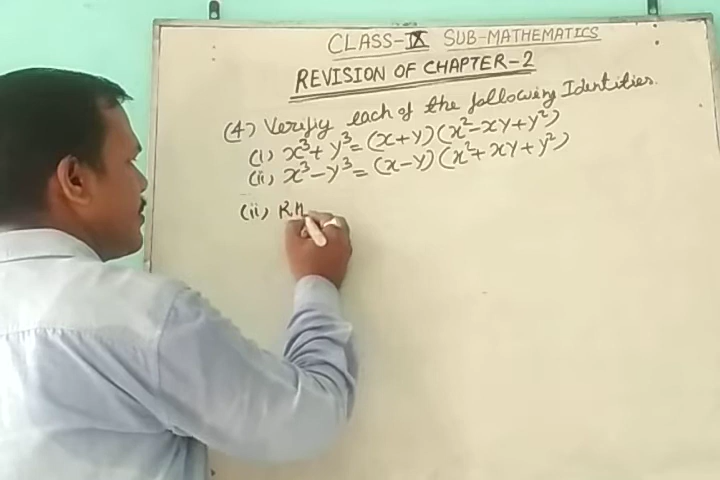 CLASS-IX SUB-MATHEMATICS
REVISION OF CHAPTER-2
(4) Verifiy each of the following Identities.
(i) x³+y³=(x+y)(x²-xy+y²)
(ii) x³-y³=(x-y)(x²+xy+y²)
(ii) RH